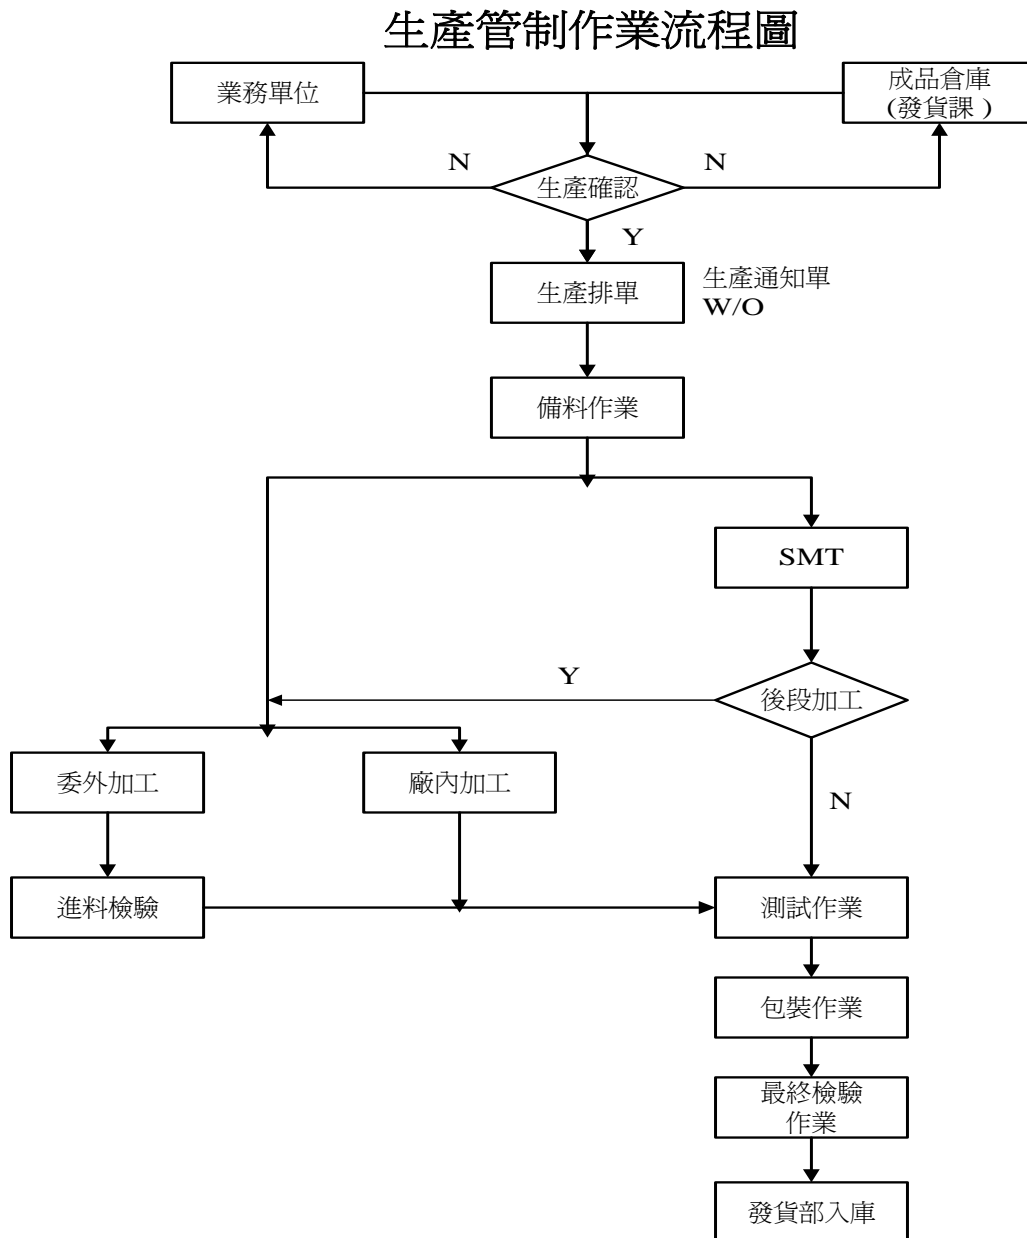 生產管制作業流程圖
業務單位
成品倉庫
(發貨課 )
N
N
生產確認
Y
生產排單
生產通知單
W/O
備料作業
SMT
Y
後段加工
委外加工
廠內加工
N
進料檢驗
測試作業
包裝作業
最終檢驗
作業
發貨部入庫